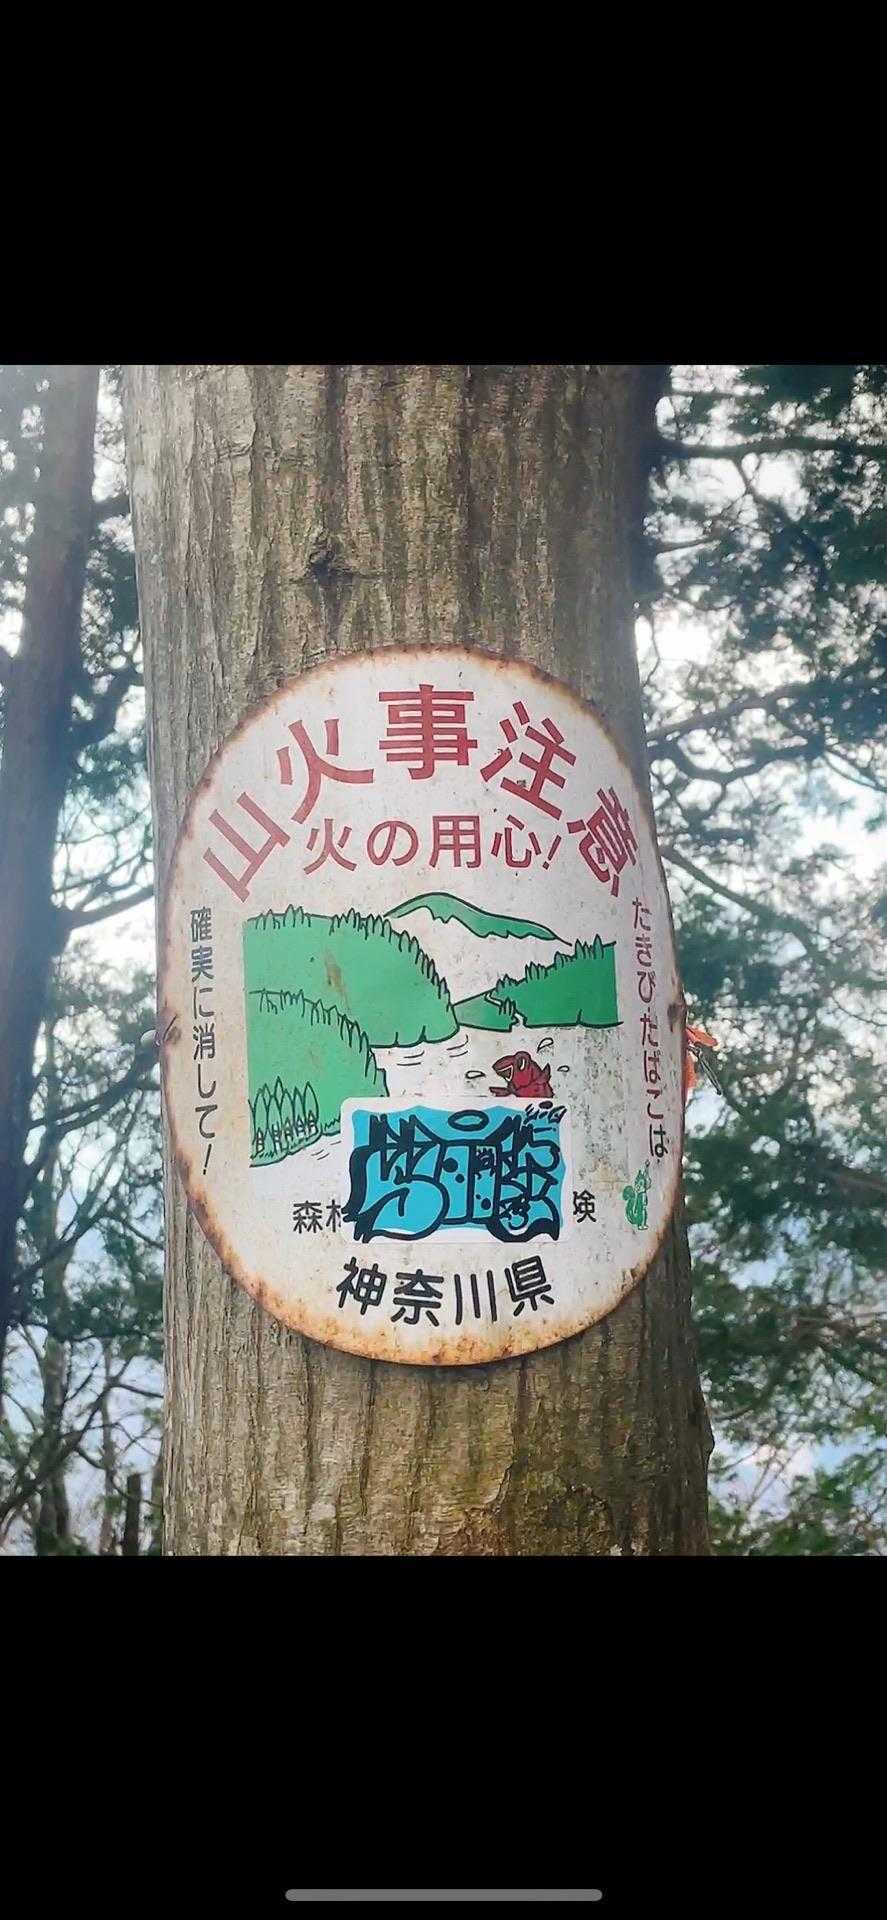 山火事注意
火の用心!
たきび.たばこは.
確実に消して!
森林 険
神奈川県